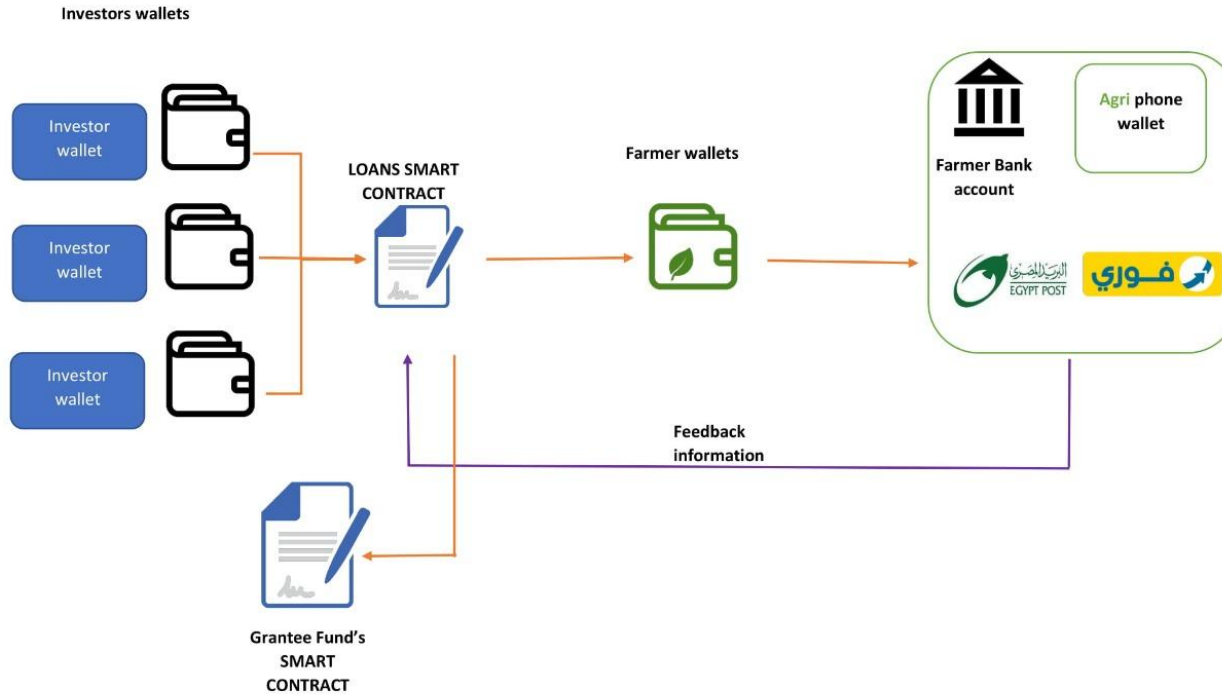 Investors wallets
Investor
wallet
Investor
wallet
Investor
wallet
LOANS SMART
CONTRACT
Farmer wallets
Farmer Bank
account
Agri phone
wallet
البريد المصري
EGYPT POST
فوري
Feedback
information
Grantee Fund's
SMART
CONTRACT